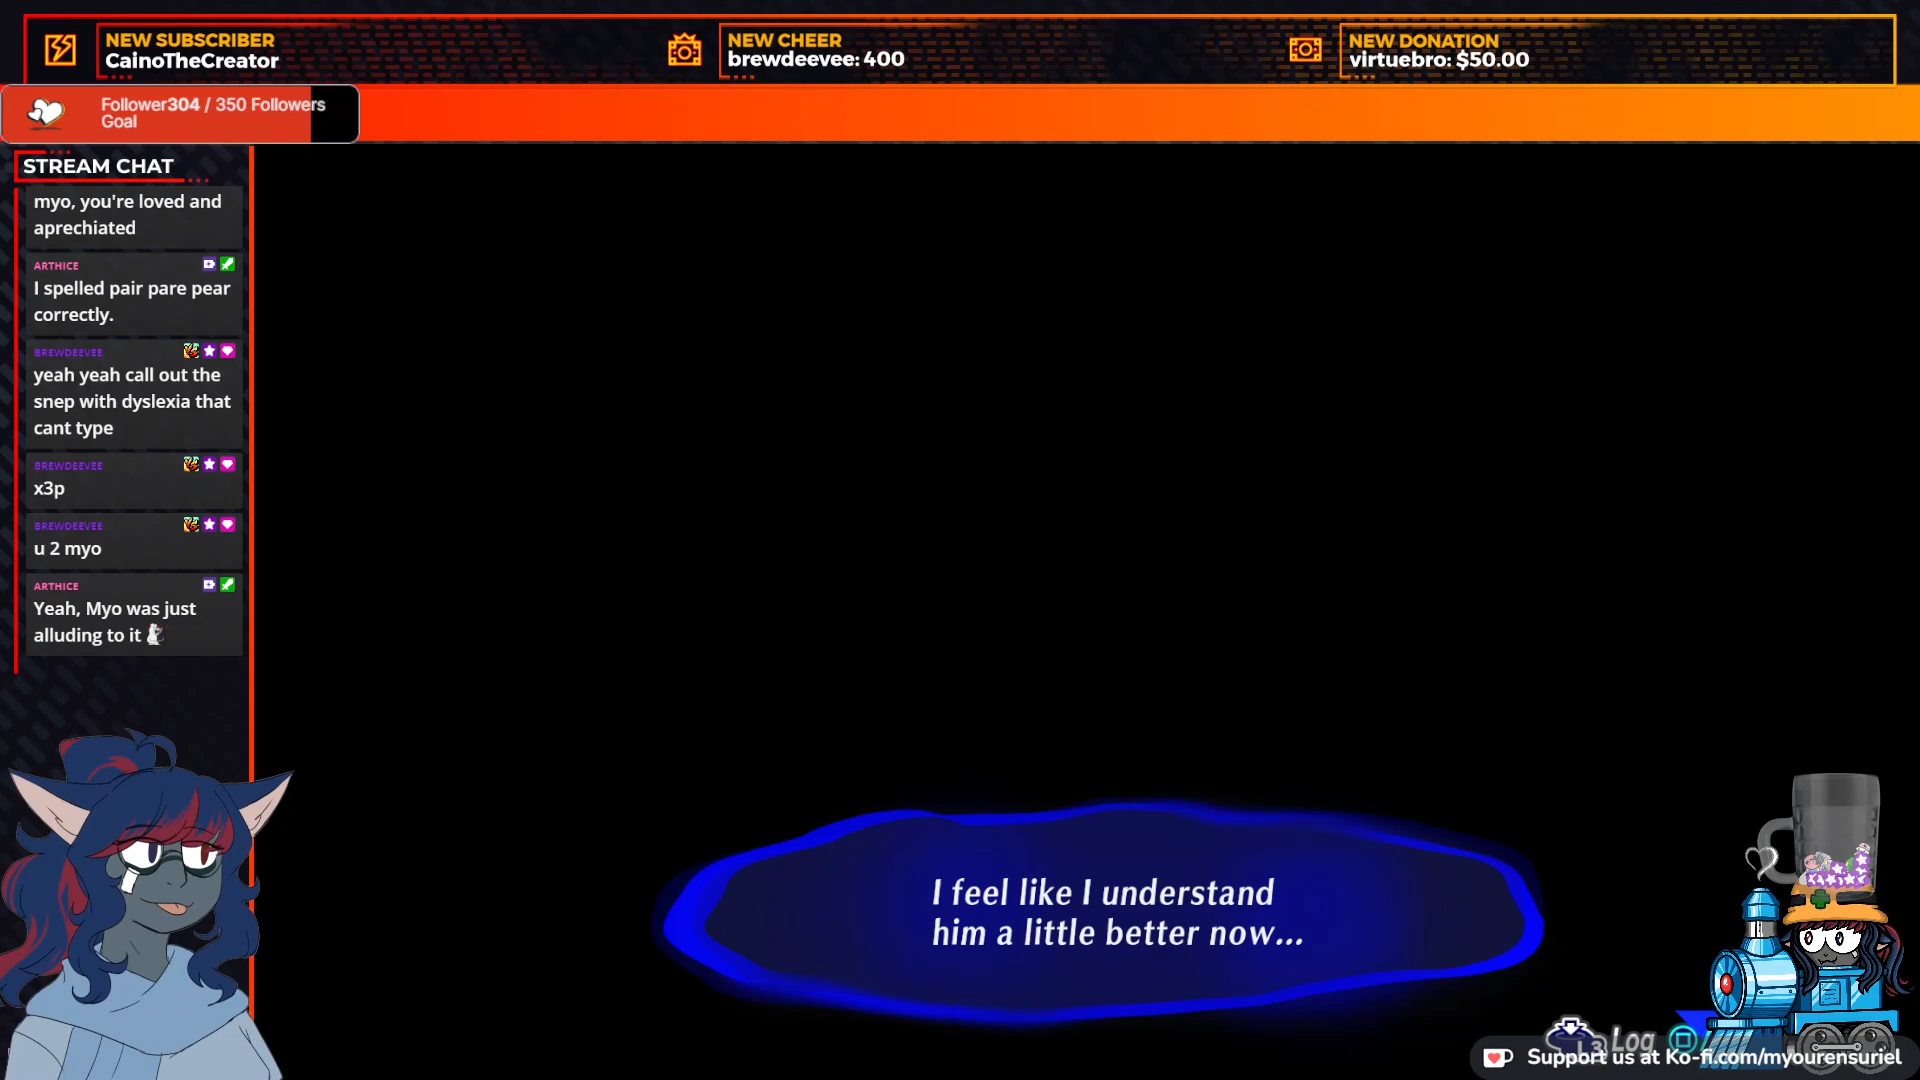 NEW SUBSCRIBER
CainoTheCreator
NEW CHEER
brewdeevee: 400
NEW DONATION
virtuebro: $50.00
Follower304 / 350 Followers
Goal
STREAM CHAT
myo, you're loved and
aprechiated
ARTHICE
I spelled pair pare pear
correctly.
BREWDEEVEE
yeah yeah call out the
snep with dyslexia that
cant type
BREWDEEVEE
x3p
BREWDEEVEE
u 2 myo
ARTHICE
Yeah, Myo was just
alluding to it
I feel like I understand
him a little better now...
L3 Log
Support us at Ko-fi.com/myourensuriel